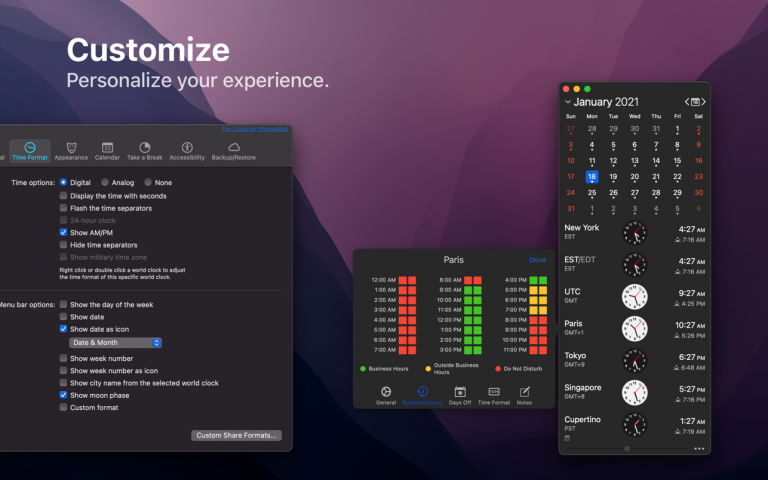 Customize
Personalize your experience.
The Clock for iPhone/iPad
al Time Format Appearance Calendar Take a Break Accessibility Backup/Restore
Time options: Digital Analog None
Display the time with seconds
Flash the time separators
24-hour clock
Show AM/PM
Hide time separators
Show military time zone
Right click or double click a world clock to adjust
the time format of this specific world clock.
Menu bar options: Show the day of the week
Show date
Show date as icon
Date & Month
Show week number
Show week number as icon
Show city name from the selected world clock
Show moon phase
Custom format
Custom Share Formats...
Paris Done
12:00 AM 8:00 AM 4:00 PM
1:00 AM 9:00 AM 5:00 PM
2:00 AM 10:00 AM 6:00 PM
3:00 AM 11:00 AM 7:00 PM
4:00 AM 12:00 PM 8:00 PM
5:00 AM 1:00 PM 9:00 PM
6:00 AM 2:00 PM 10:00 PM
7:00 AM 3:00 PM 11:00 PM
Business Hours Outside Business Do Not Disturb
Hours
General Business Hours Days Off Time Format Notes
January 2021
Sun Mon Tue Wed Thu Fri Sat
27 28 29 30 31 1 2
3 4 5 6 7 8 9
10 11 12 13 14 15 16
17 18 19 20 21 22 23
24 25 26 27 28 29 30
31 1 2 3 4 5 6
New York 4:27 AM
EST 7:16 AM
EST/EDT 4:27 AM
EST 7:16 AM
UTC 9:27 AM
GMT 4:25 PM
Paris 10:27 AM
GMT+1 5:26 PM
Tokyo 6:27 PM
GMT+9 6:48 AM
Singapore 5:27 PM
GMT+8 7:16 PM
Cupertino 1:27 AM
PST 7:19 AM